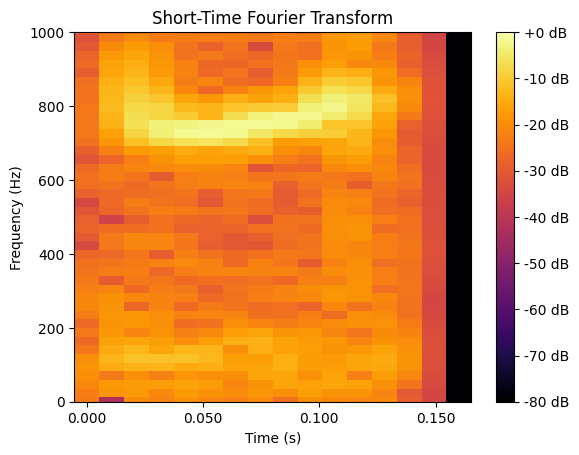 Short-Time Fourier Transform
1000
800
600
400
200
0
Frequency (Hz)
0.000
0.050
0.100
0.150
Time (s)
+0 dB
-10 dB
-20 dB
-30 dB
-40 dB
-50 dB
-60 dB
-70 dB
-80 dB